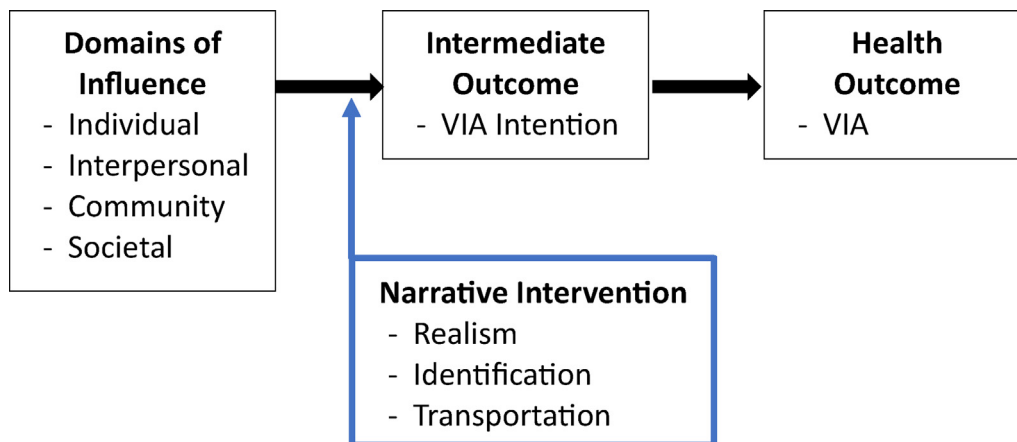 Domains of
Influence
- Individual
- Interpersonal
- Community
- Societal
Intermediate
Outcome
- VIA Intention
Health
Outcome
- VIA
Narrative Intervention
- Realism
- Identification
- Transportation